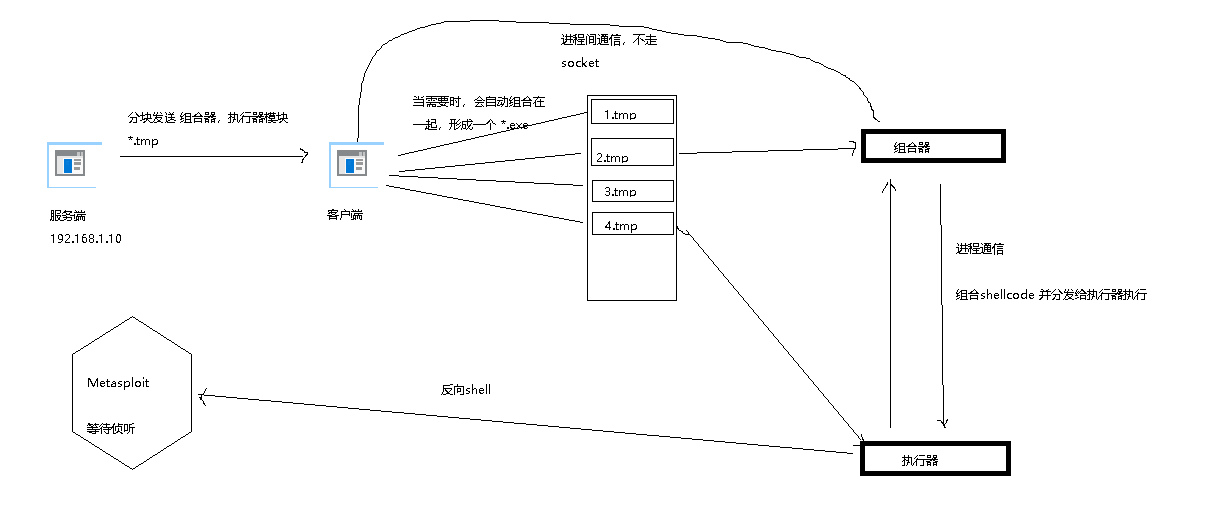 进程间通信，不走
socket
当需要时，会自动组合在
一起，形成一个 *.exe
分块发送 组合器，执行器模块
*.tmp
1.tmp
2.tmp
3.tmp
4.tmp
组合器
服务端
192.168.1.10
客户端
进程通信
组合shellcode 并分发给执行器执行
Metasploit
等待侦听
反向shell
执行器